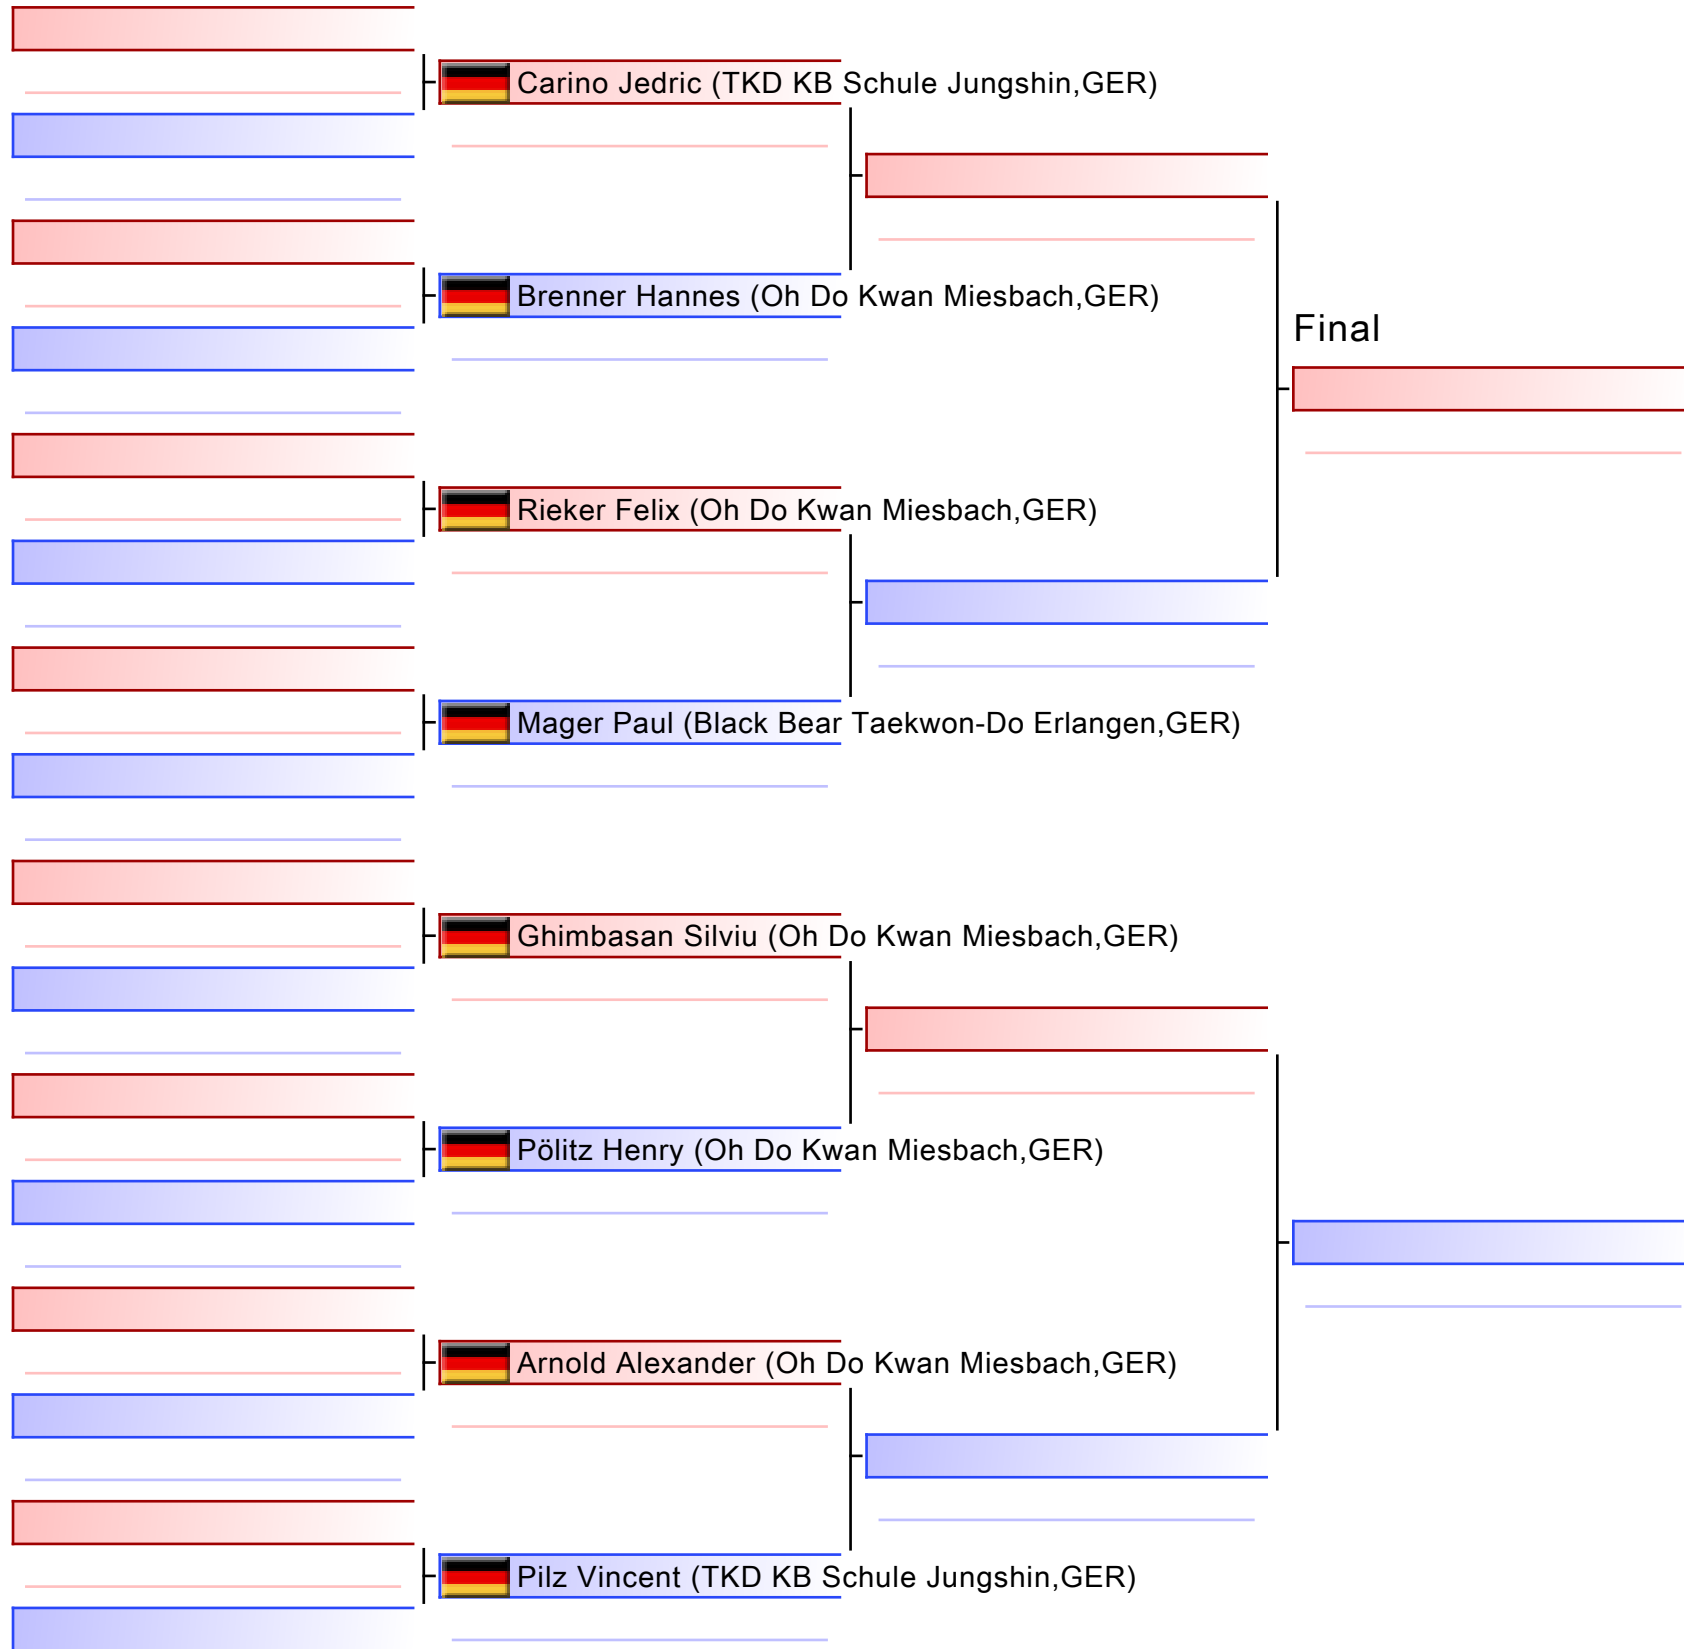 Carino Jedric (TKD KB Schule Jungshin,GER)
Brenner Hannes (Oh Do Kwan Miesbach,GER)
Final
Rieker Felix (Oh Do Kwan Miesbach,GER)
Mager Paul (Black Bear Taekwon-Do Erlangen,GER)
Ghimbasan Silviu (Oh Do Kwan Miesbach,GER)
Pölitz Henry (Oh Do Kwan Miesbach,GER)
Arnold Alexander (Oh Do Kwan Miesbach,GER)
Pilz Vincent (TKD KB Schule Jungshin,GER)